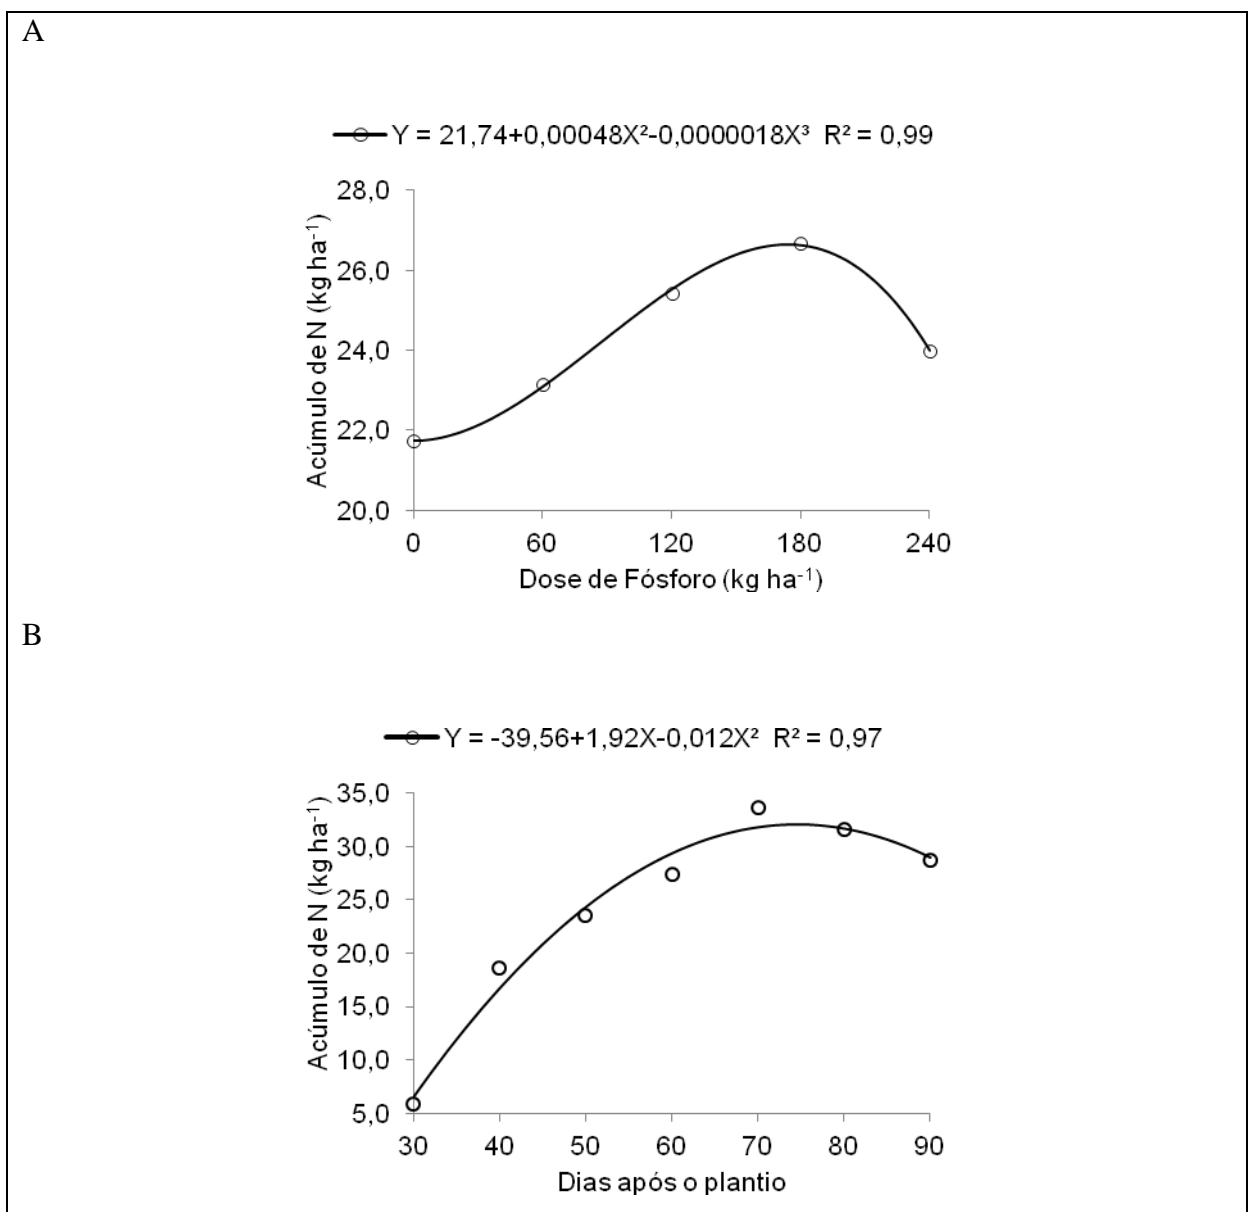 A
Y = 21,74+0,00048X²-0,0000018X³ R² = 0,99
28,0
26,0
24,0
22,0
20,0
Acúmulo de N (kg ha⁻¹)
0 60 120 180 240
Dose de Fósforo (kg ha⁻¹)
B
Y = -39,56+1,92X-0,012X² R² = 0,97
35,0
30,0
25,0
20,0
15,0
10,0
5,0
Acúmulo de N (kg ha⁻¹)
30 40 50 60 70 80 90
Dias após o plantio